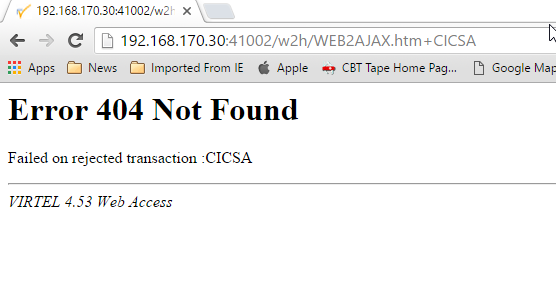 192.168.170.30:41002/w2h
192.168.170.30:41002/w2h/WEB2AJAX.htm+CICSA
Apps News Imported From IE Apple CBT Tape Home Pag... Google Map
Error 404 Not Found
Failed on rejected transaction :CICSA
VIRTEL 4.53 Web Access